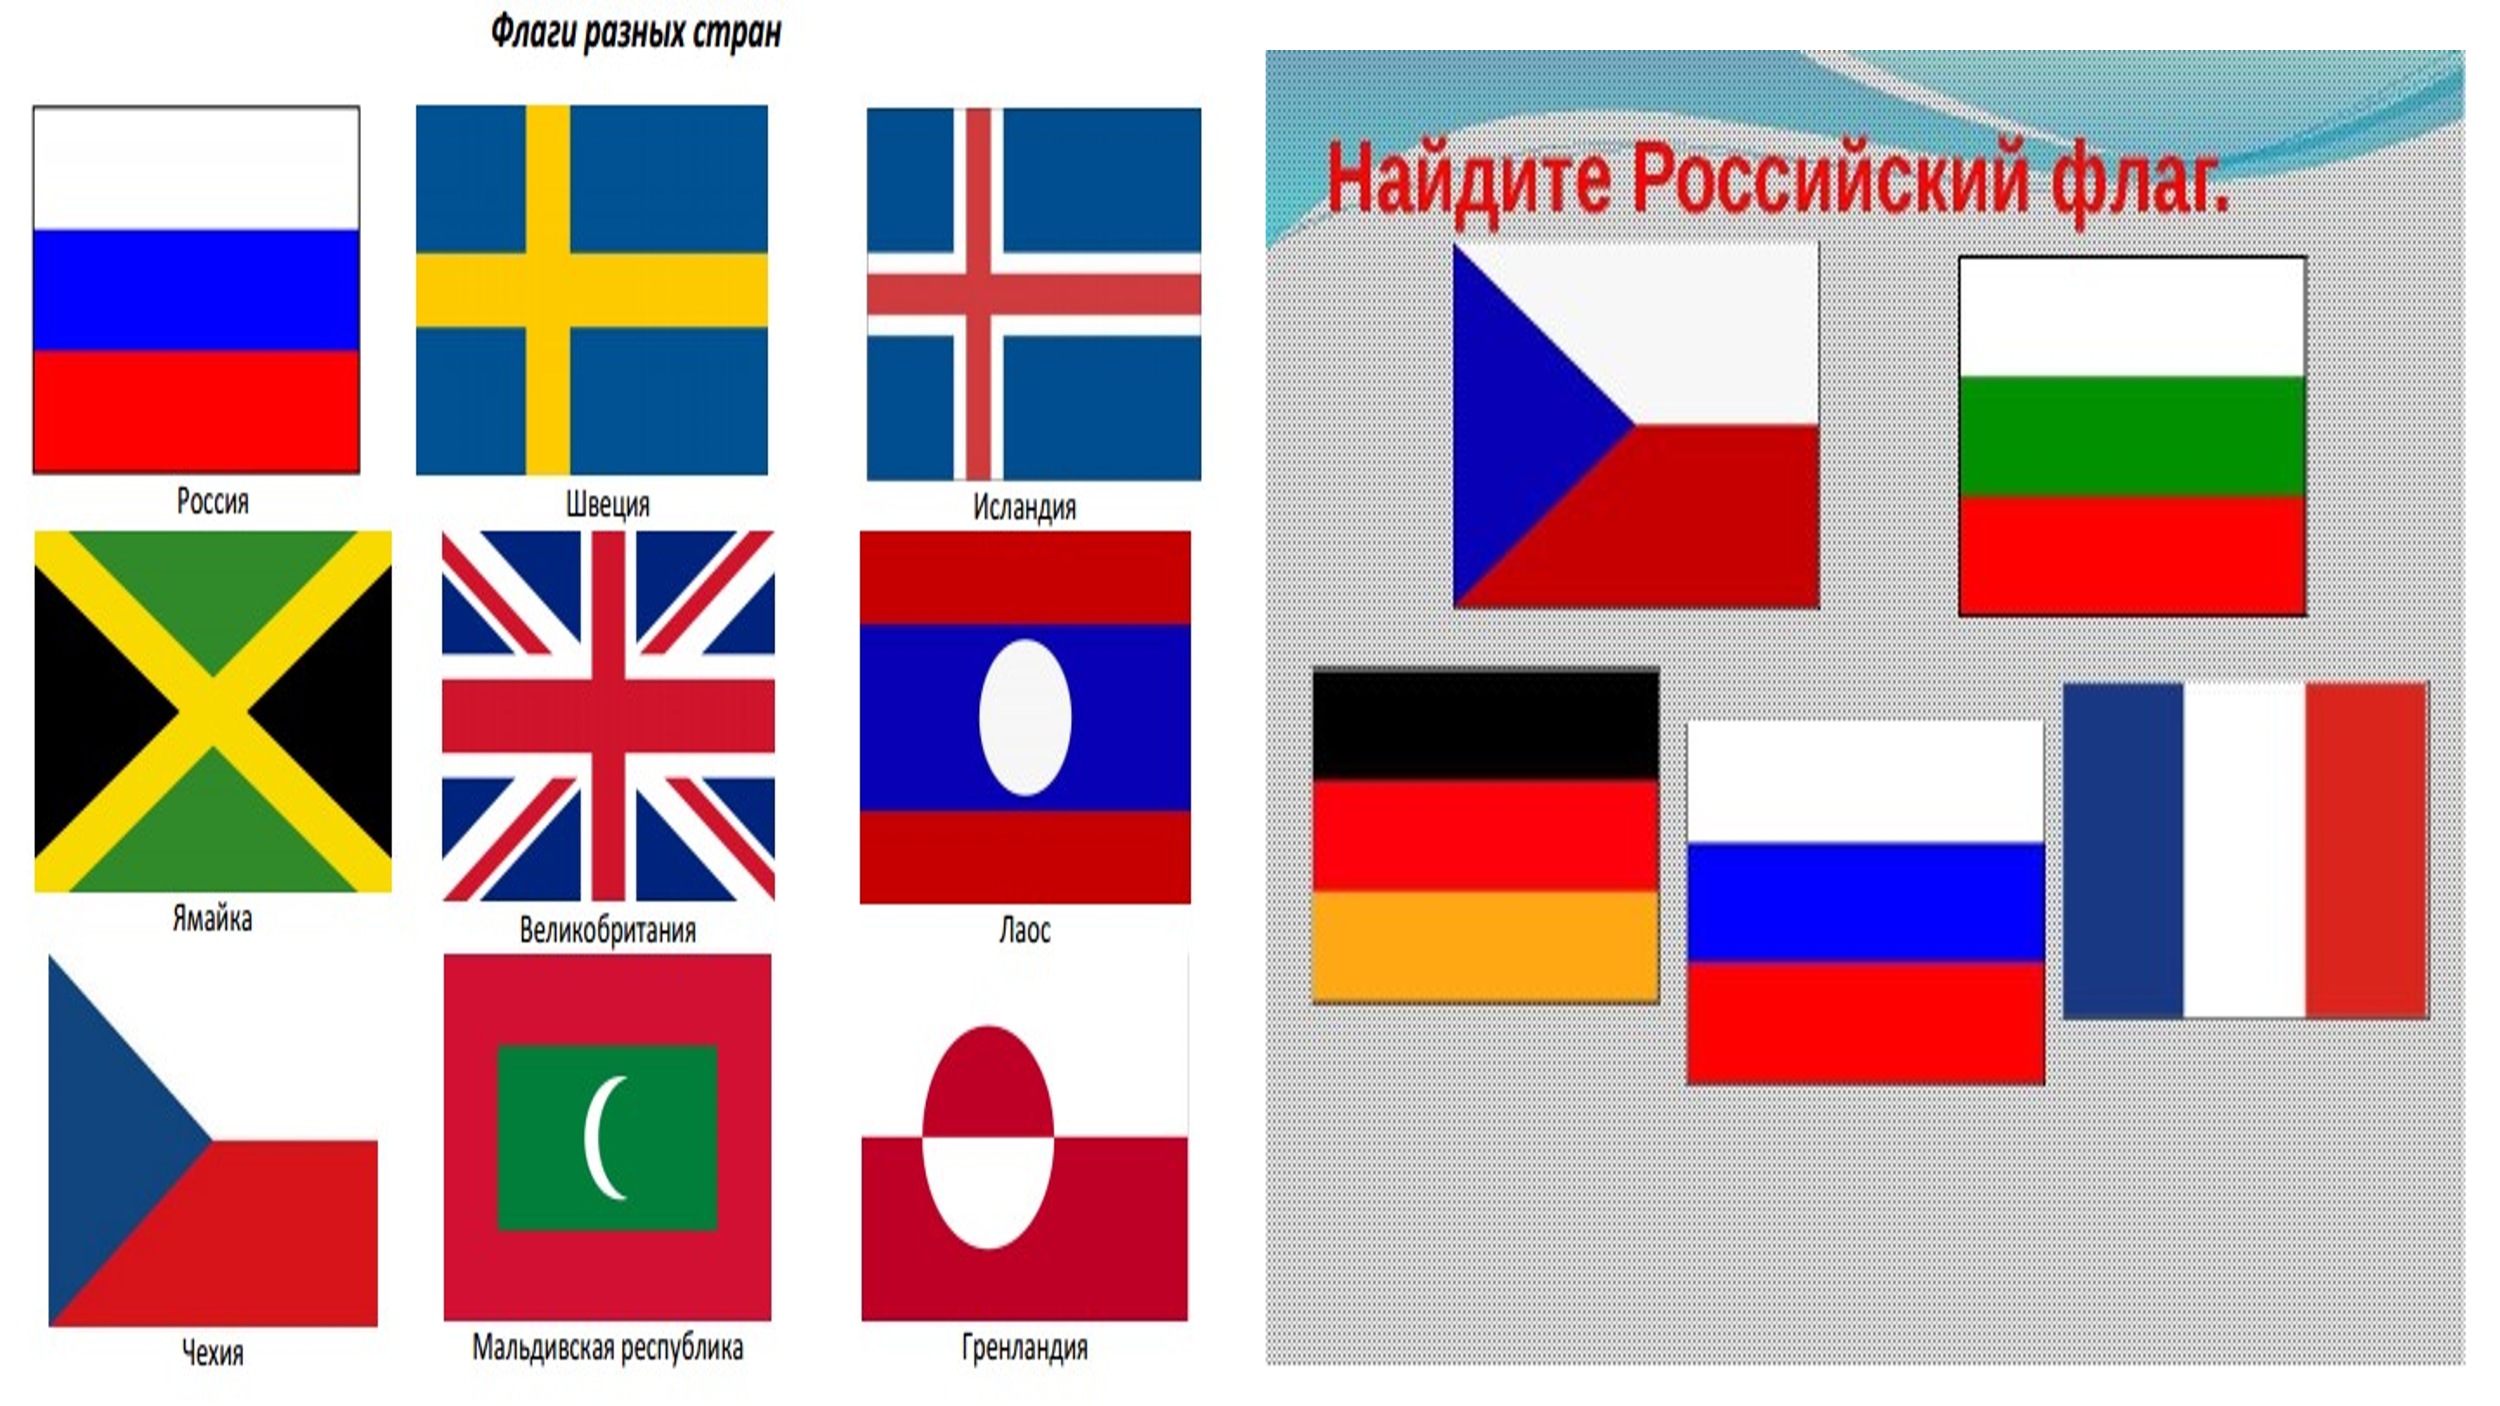 Флаги разных стран
Россия
Швеция
Исландия
Ямайка
Великобритания
Лаос
Чехия
Мальдивская республика
Гренландия
Найдите Российский флаг.